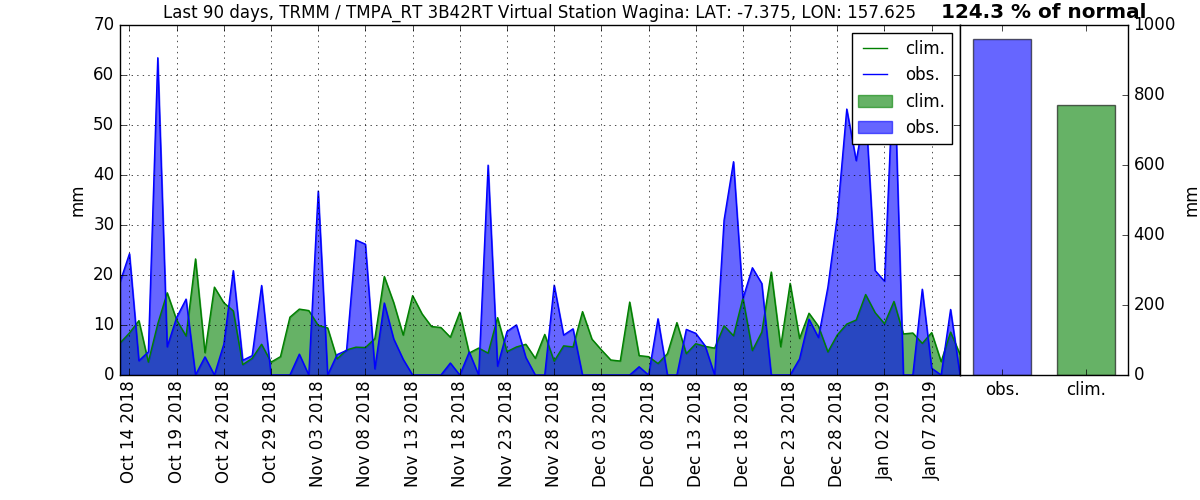 Last 90 days, TRMM / TMPA_RT 3B42RT Virtual Station Wagina: LAT: -7.375, LON: 157.625
124.3 % of normal
70
60
50
40
30
20
10
0
mm
clim.
obs.
clim.
obs.
1000
800
600
400
200
0
mm
Oct 14 2018
Oct 19 2018
Oct 24 2018
Oct 29 2018
Nov 03 2018
Nov 08 2018
Nov 13 2018
Nov 18 2018
Nov 23 2018
Nov 28 2018
Dec 03 2018
Dec 08 2018
Dec 13 2018
Dec 18 2018
Dec 23 2018
Dec 28 2018
Jan 02 2019
Jan 07 2019
obs.
clim.